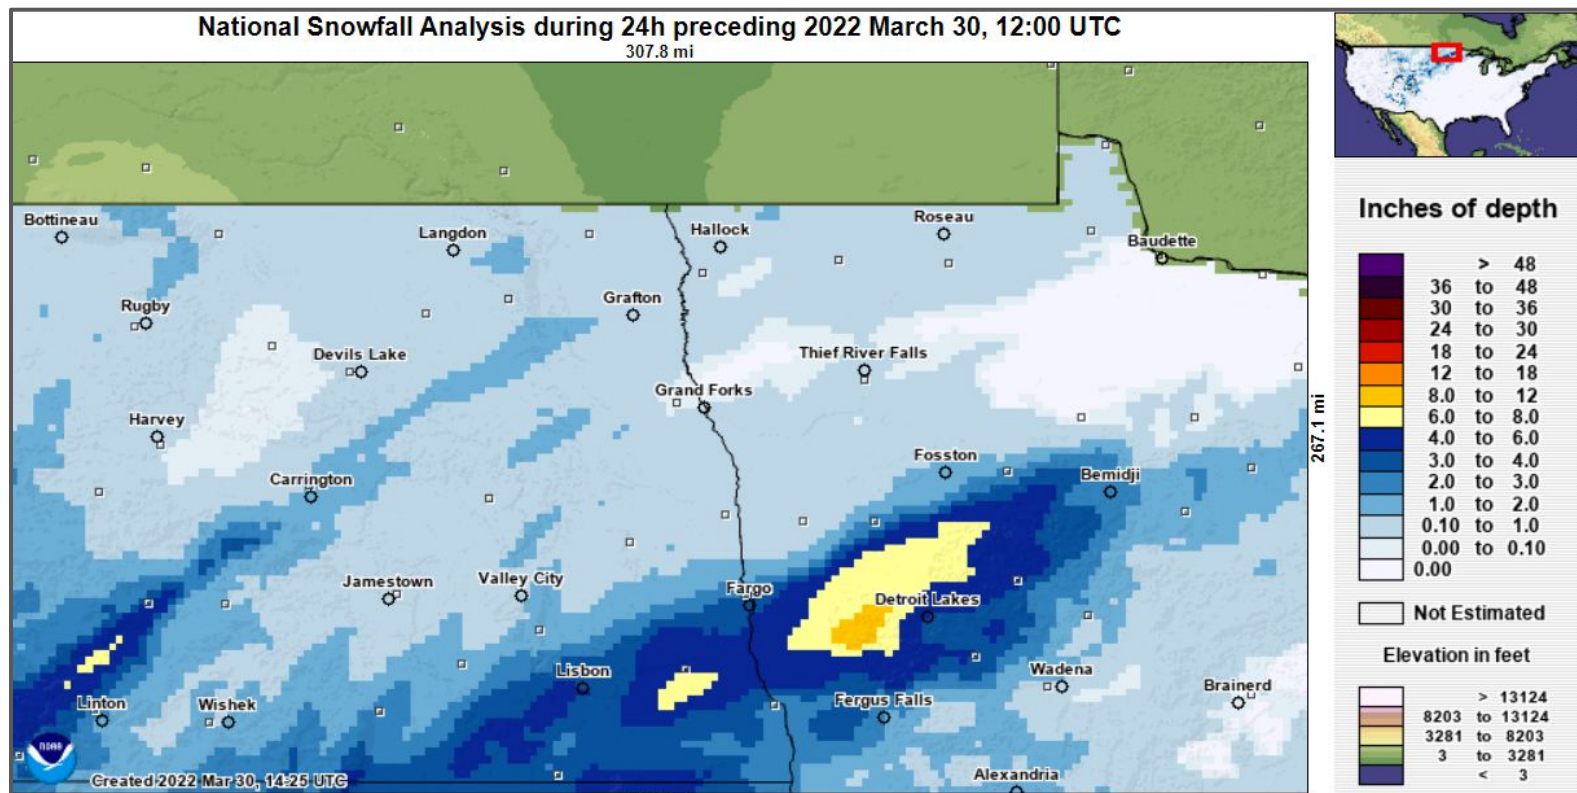 National Snowfall Analysis during 24h preceding 2022 March 30, 12:00 UTC
307.8 mi
Bottineau
Langdon
Hallock
Roseau
Baudette
Rugby
Grafton
Devils Lake
Thief River Falls
Grand Forks
Harvey
267.1 mi
Carrington
Fosston
Bemidji
Jamestown
Valley City
Fargo
Detroit Lakes
Linton
Wishek
Lisbon
Fergus Falls
Wadena
Brainerd
Alexandria
NOAA
Created 2022 Mar 30, 14:25 UTC
Inches of depth
> 48
36 to 48
30 to 36
24 to 30
18 to 24
12 to 18
8.0 to 12
6.0 to 8.0
4.0 to 6.0
3.0 to 4.0
2.0 to 3.0
1.0 to 2.0
0.10 to 1.0
0.00 to 0.10
0.00
Not Estimated
Elevation in feet
> 13124
8203 to 13124
3281 to 8203
3 to 3281
< 3